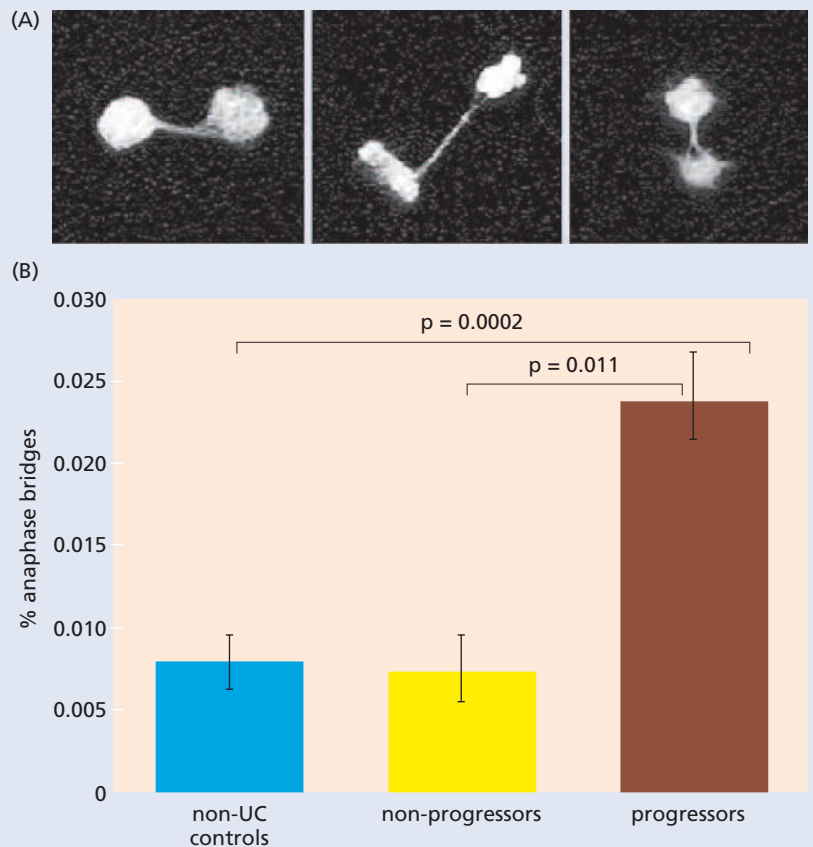 (A)
(B)
0.030
0.025
0.020
0.015
0.010
0.005
0
% anaphase bridges
p = 0.0002
p = 0.011
non-UC
controls
non-progressors
progressors